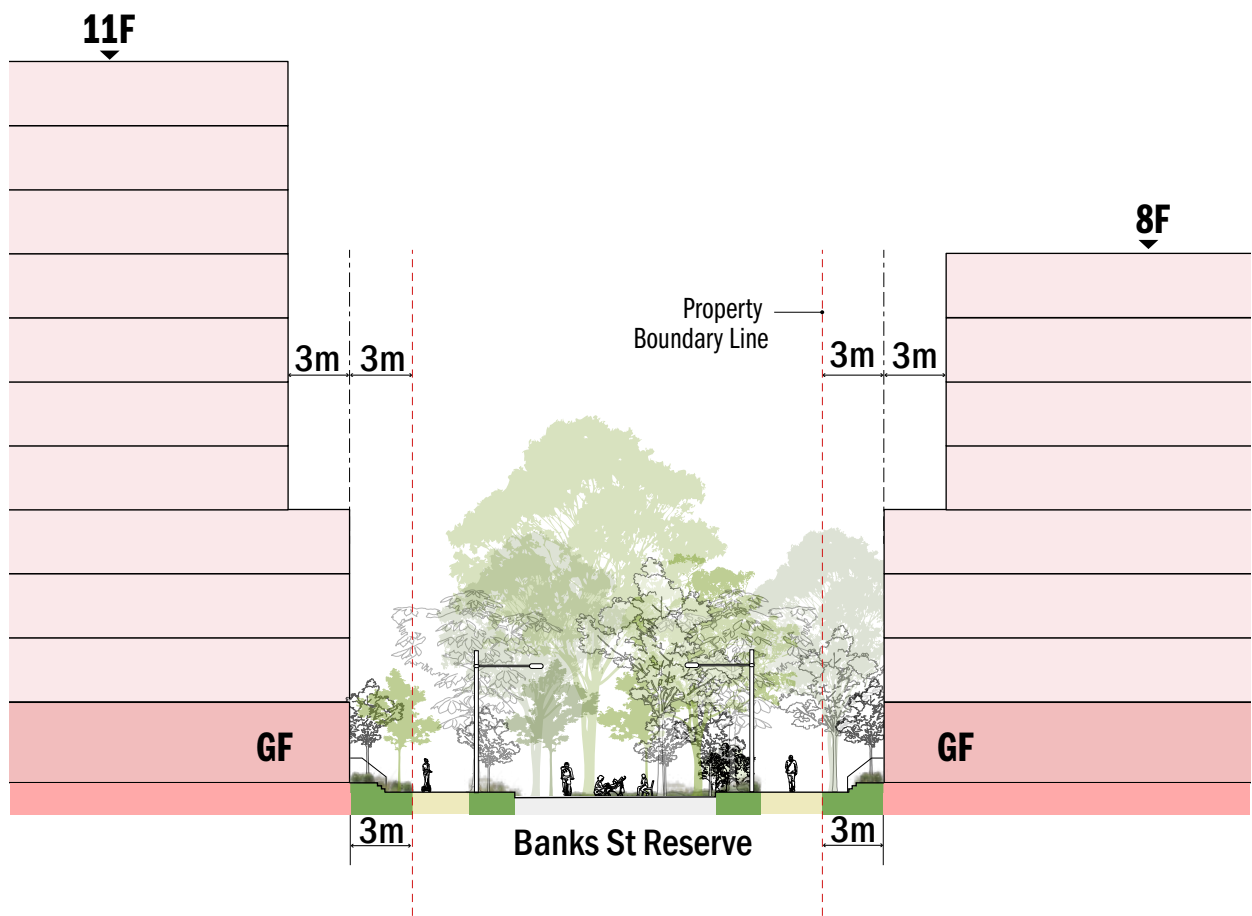 11F
8F
Property
Boundary Line
3m
3m
3m
3m
GF
GF
3m
Banks St Reserve
3m